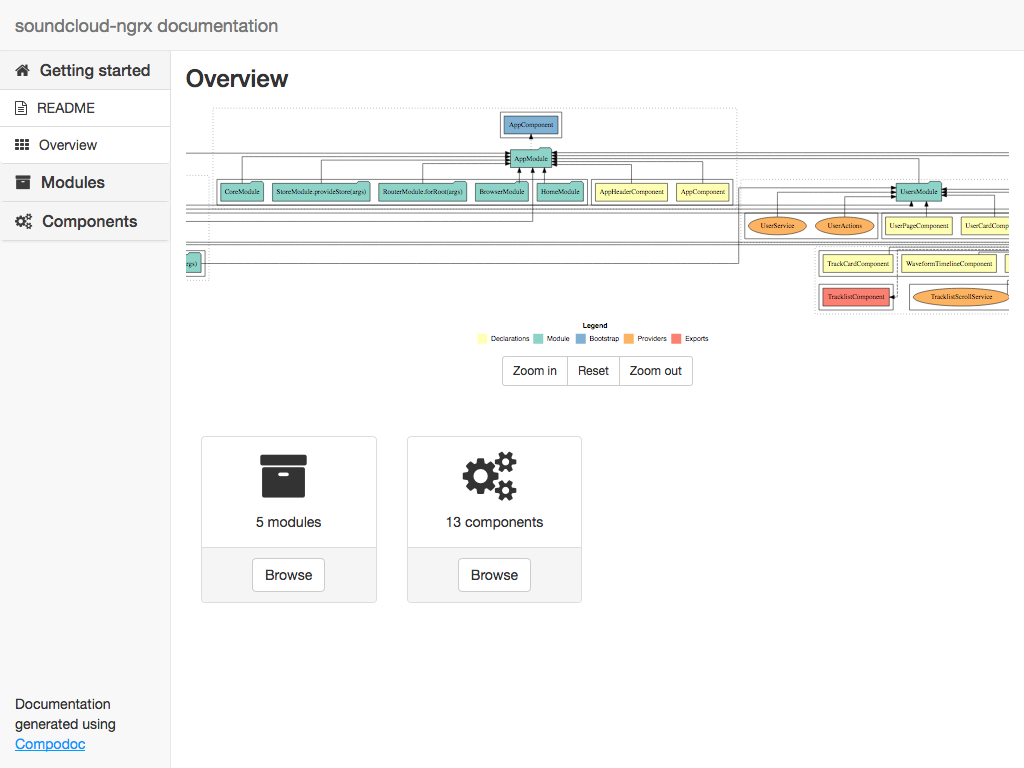 soundcloud-ngrx documentation
Getting started
README
Overview
Modules
Components
Documentation
generated using
Compodoc
Overview
AppComponent
AppModule
CoreModule
StoreModule.provideStore(args)
RouterModule.forRoot(args)
BrowserModule
HomeModule
AppHeaderComponent
AppComponent
UsersModule
UserService
UserActions
UserPageComponent
UserCardComp
rgs)
TrackCardComponent
WaveformTimelineComponent
TracklistComponent
TracklistScrollService
Legend
Declarations Module Bootstrap Providers Exports
Zoom in Reset Zoom out
5 modules
Browse
13 components
Browse